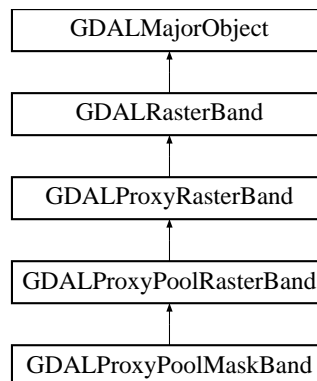 GDALMajorObject
GDALRasterBand
GDALProxyRasterBand
GDALProxyPoolRasterBand
GDALProxyPoolMaskBand